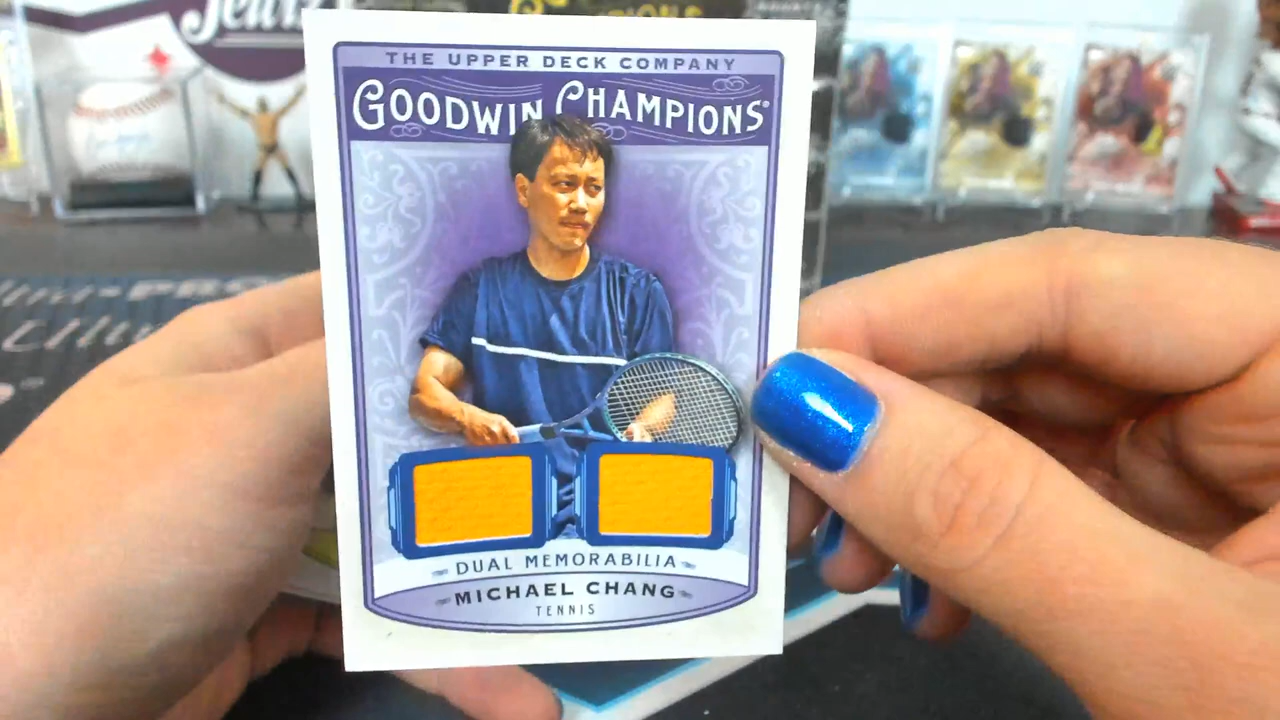 THE UPPER DECK COMPANY
GOODWIN CHAMPIONS®
DUAL MEMORABILIA
MICHAEL CHANG
TENNIS